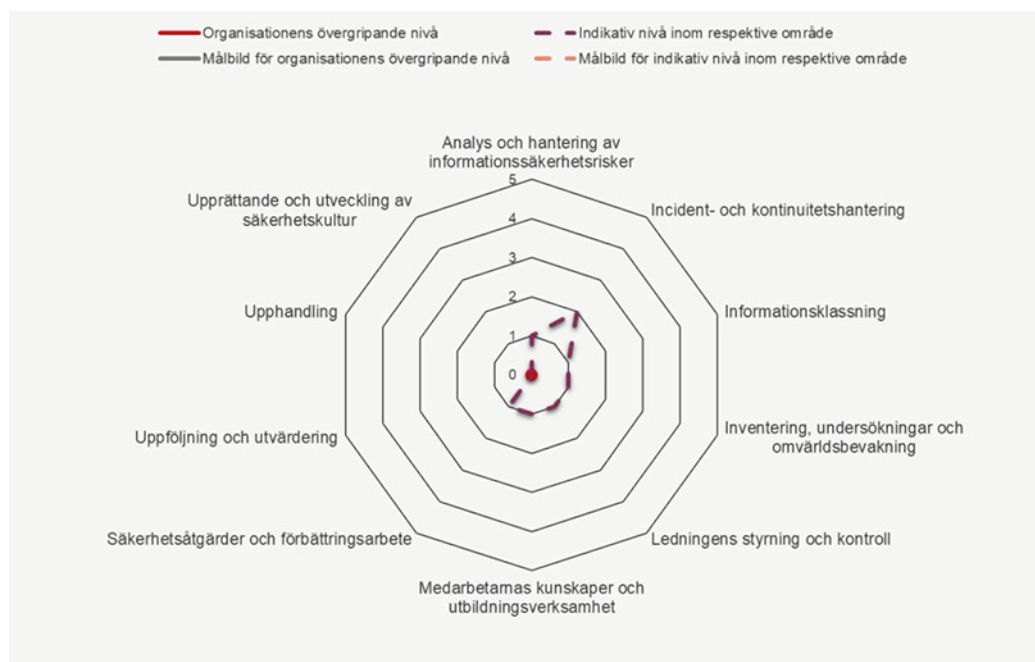 Organisationens övergripande nivå
Indikativ nivå inom respektive område
Målbild för organisationens övergripande nivå
Målbild för indikativ nivå inom respektive område
Analys och hantering av
informationssäkerhetsrisker
5
Upprättande och utveckling av
säkerhetskultur
Incident- och kontinuitetshantering
4
3
Upphandling
Informationsklassning
2
1
0
Uppföljning och utvärdering
Inventering, undersökningar och
omvärldsbevakning
Säkerhetsåtgärder och förbättringsarbete
Ledningens styrning och kontroll
Medarbetarnas kunskaper och
utbildningsverksamhet